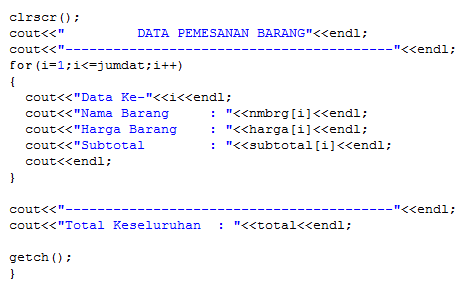 clrscr();
cout<<"         DATA PEMESANAN BARANG"<<endl;
cout<<"-----------------------------------------"<<endl;
for(i=1;i<=jumdat;i++)
{
  cout<<"Data Ke-"<<i<<endl;
  cout<<"Nama Barang     : "<<nmbrg[i]<<endl;
  cout<<"Harga Barang    : "<<harga[i]<<endl;
  cout<<"Subtotal        : "<<subtotal[i]<<endl;
  cout<<endl;
}
cout<<"-----------------------------------------"<<endl;
cout<<"Total Keseluruhan  : "<<total<<endl;
getch();
}